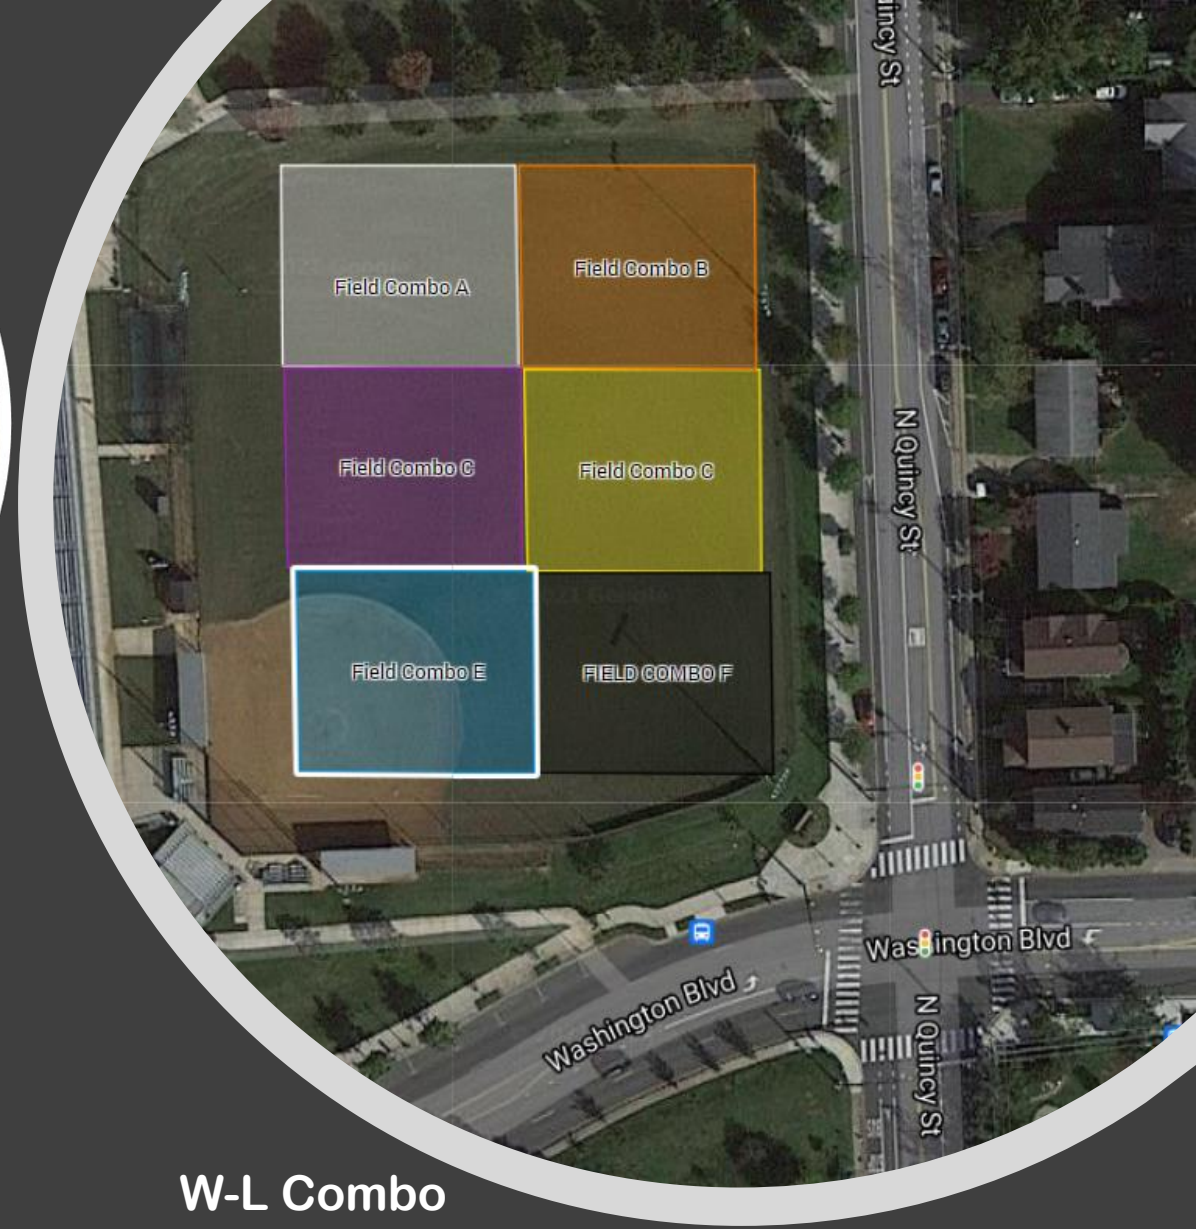 uincy St
Field Combo A
Field Combo B
Field Combo C
Field Combo C
N Quincy St
Field Combo E
FIELD COMBO F
Washington Blvd
Washington Blvd
N Quincy St
W-L Combo